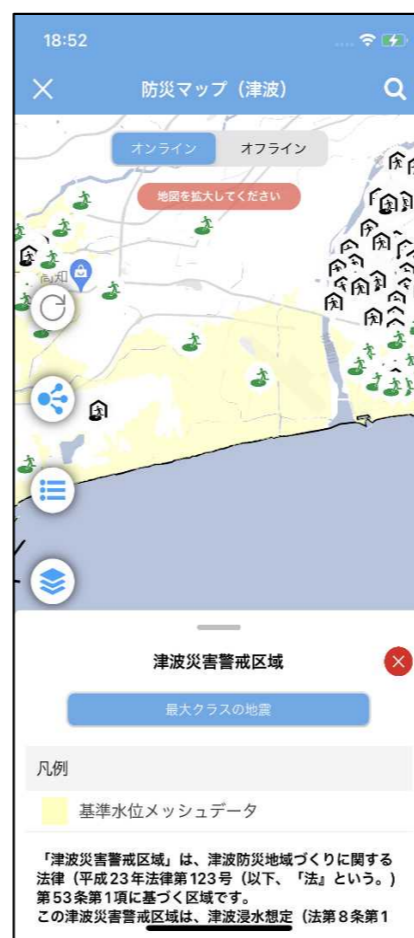 18:52
防災マップ（津波）
オンライン オフライン
地図を拡大してください
高知
津波災害警戒区域
最大クラスの地震
凡例
基準水位メッシュデータ
「津波災害警戒区域」は、津波防災地域づくりに関する
法律（平成23年法律第123号（以下、「法』という。)
第53条第1項に基づく区域です。
この津波災害警戒区域は、津波浸水想定（法第8条第1